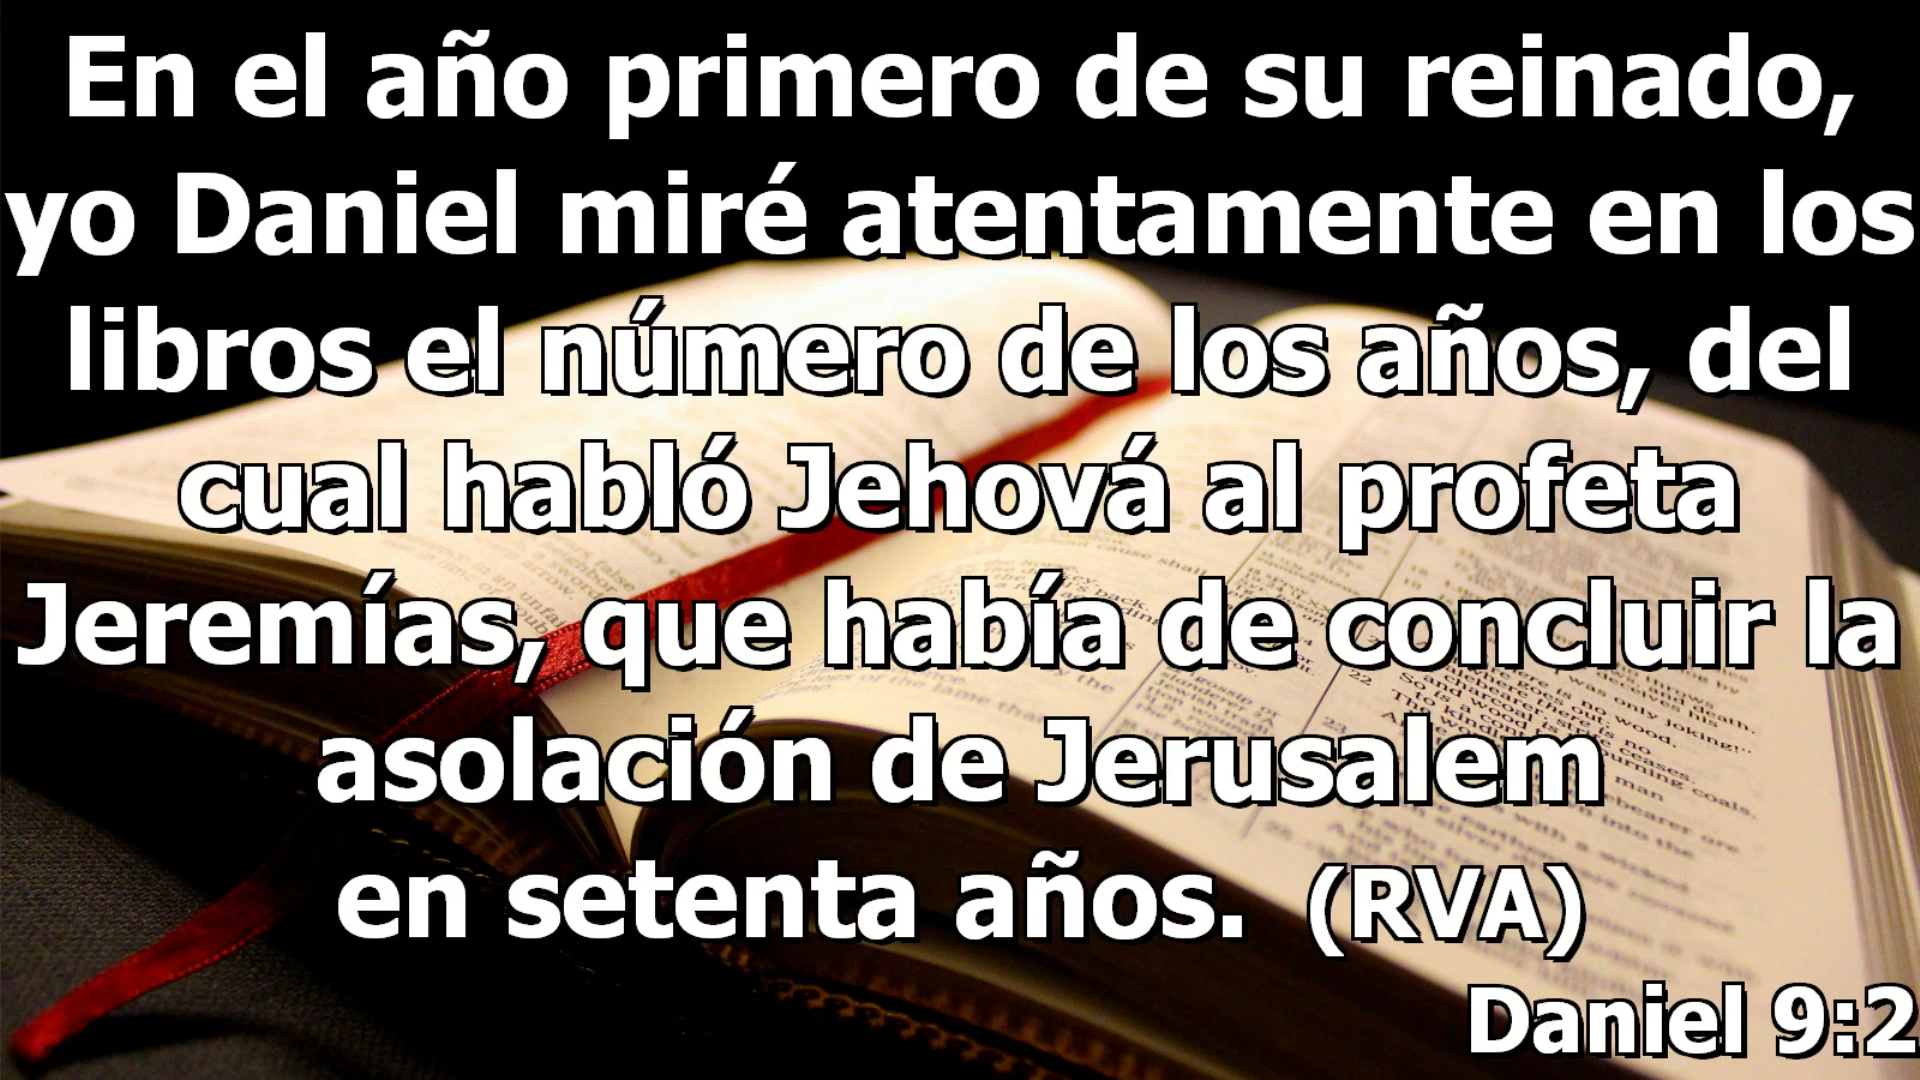 En el año primero de su reinado,
yo Daniel miré atentamente en los
libros el número de los años, del
cual habló Jehová al profeta
Jeremías, que había de concluir la
asolación de Jerusalem
en setenta años. (RVA)
Daniel 9:2